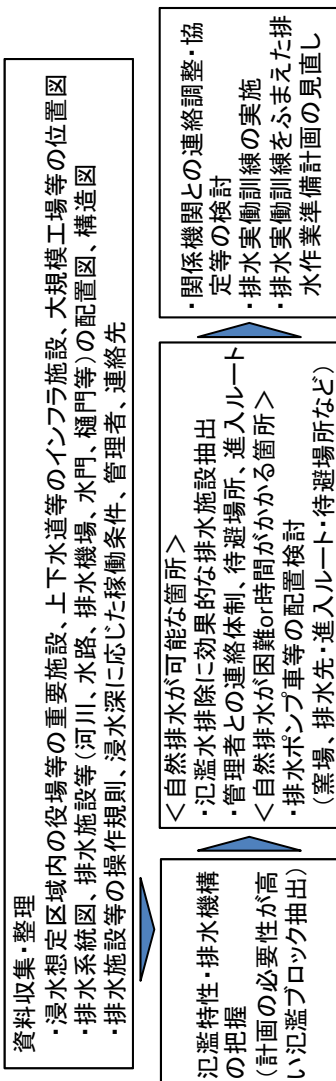 資料収集・整理
・浸水想定区域内の役場等の重要施設、上下水道等のインフラ施設、大規模工場等の位置図
・排水系統図、排水施設等(河川、水路、排水機場、水門、樋門等)の配置図、構造図
・排水施設等の操作規則、浸水深に応じた稼働条件、管理者、連絡先
氾濫特性・排水機構
の把握
(計画の必要性が高
い氾濫ブロック抽出)
<自然排水が可能な箇所>
・氾濫水排除に効果的な排水施設抽出
・管理者との連絡体制、待避場所、進入ルート
<自然排水が困難or時間がかかる箇所>
・排水ポンプ車等の配置検討
(窯場、排水先・進入ルート・待避場所など)
・関係機関との連絡調整・協
定等の検討
・排水実働訓練の実施
・排水実働訓練をふまえた排
水作業準備計画の見直し